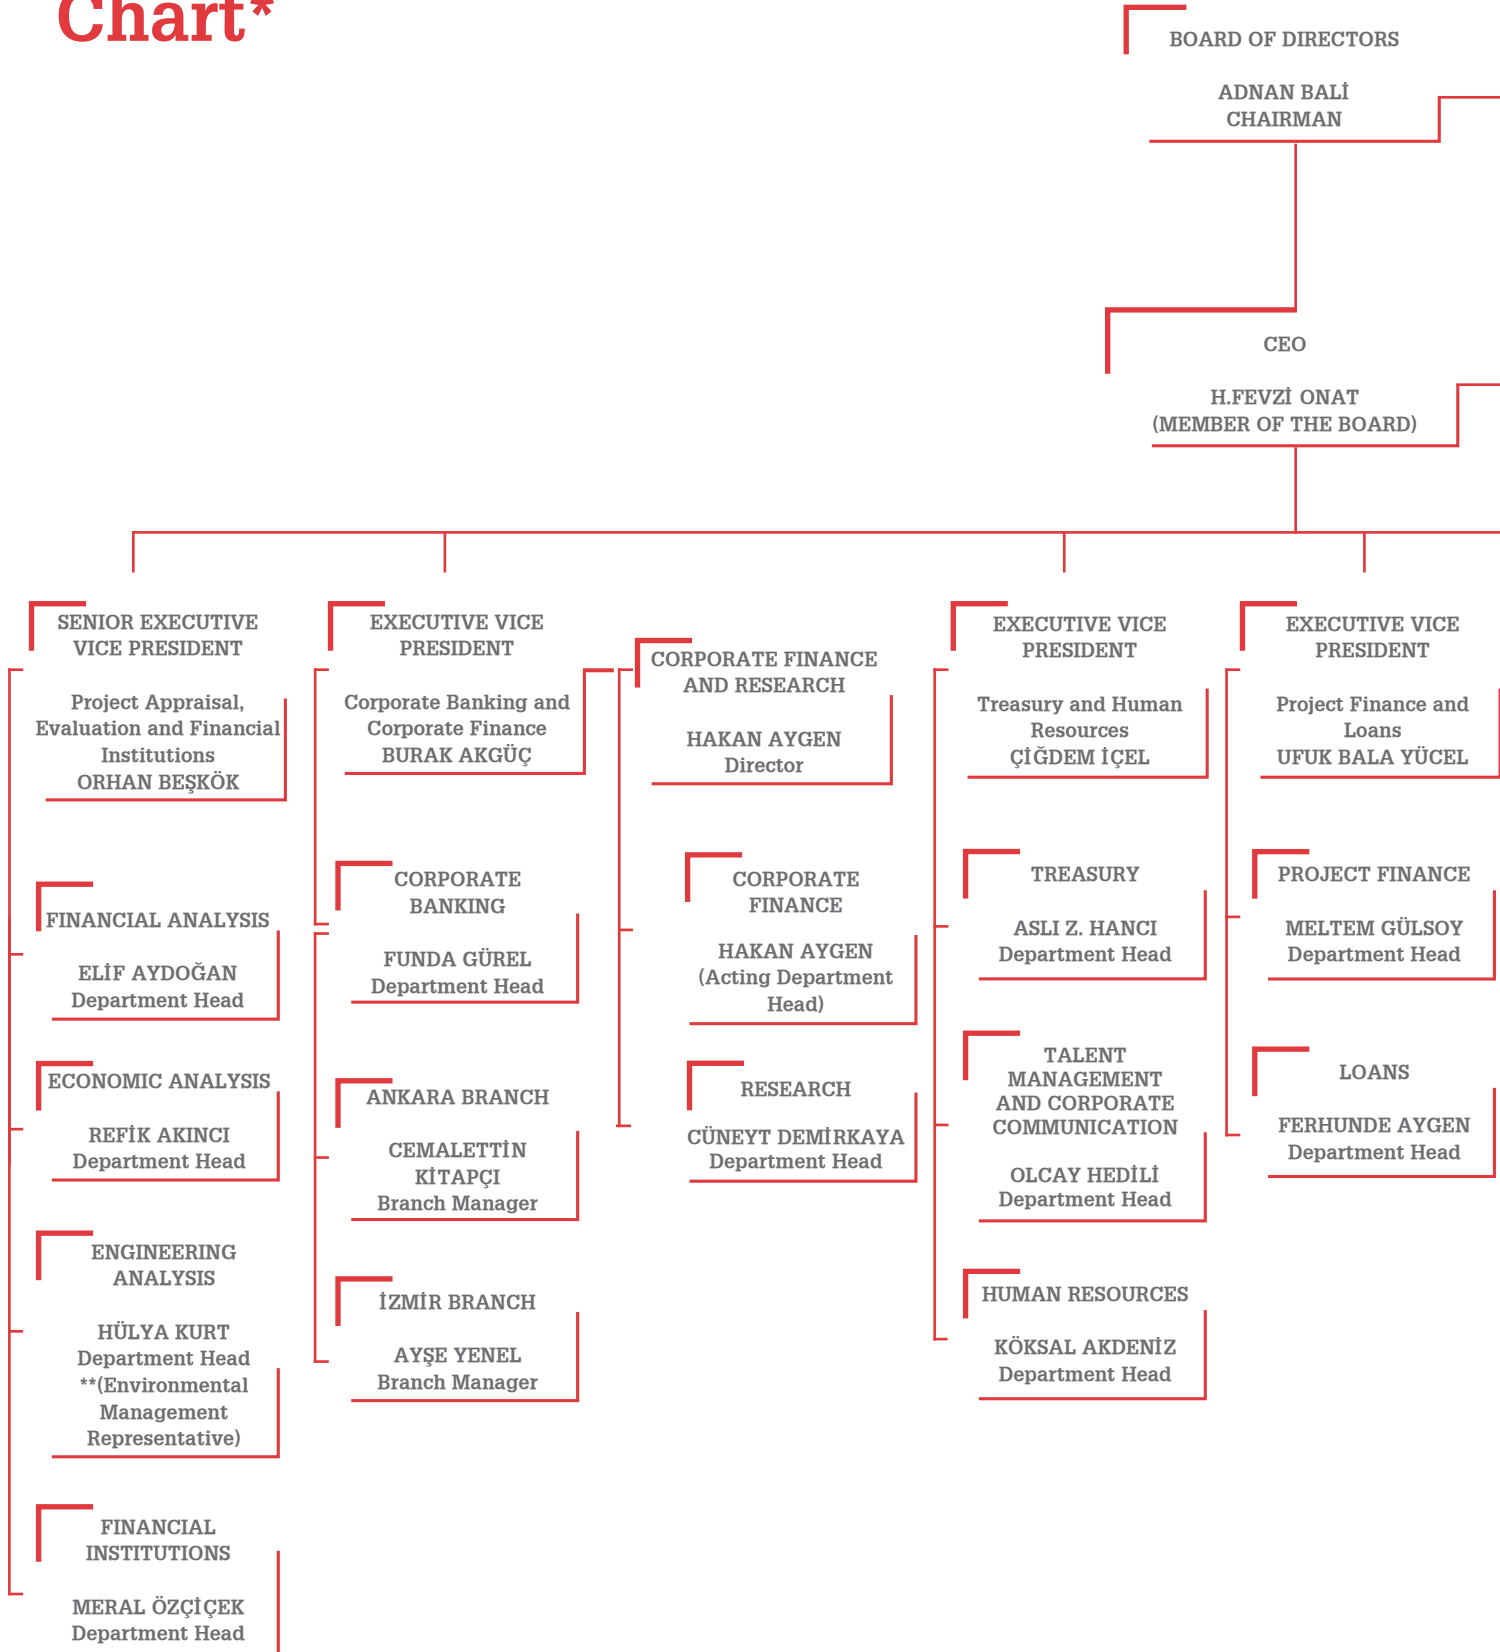 Chart*
BOARD OF DIRECTORS
ADNAN BALİ
CHAIRMAN
CEO
H.FEVZİ ONAT
(MEMBER OF THE BOARD)
SENIOR EXECUTIVE
VICE PRESIDENT
Project Appraisal,
Evaluation and Financial
Institutions
ORHAN BEŞKÖK
FINANCIAL ANALYSIS
ELİF AYDOĞAN
Department Head
ECONOMIC ANALYSIS
REFİK AKINCI
Department Head
ENGINEERING
ANALYSIS
HÜLYA KURT
Department Head
**(Environmental
Management
Representative)
FINANCIAL
INSTITUTIONS
MERAL ÖZÇİÇEK
Department Head
EXECUTIVE VICE
PRESIDENT
Corporate Banking and
Corporate Finance
BURAK AKGÜÇ
CORPORATE
BANKING
FUNDA GÜREL
Department Head
ANKARA BRANCH
CEMALETTİN
KİTAPÇI
Branch Manager
İZMİR BRANCH
AYŞE YENEL
Branch Manager
CORPORATE FINANCE
AND RESEARCH
HAKAN AYGEN
Director
CORPORATE
FINANCE
HAKAN AYGEN
(Acting Department
Head)
RESEARCH
CÜNEYT DEMİRKAYA
Department Head
EXECUTIVE VICE
PRESIDENT
Treasury and Human
Resources
ÇİĞDEM İÇEL
TREASURY
ASLI Z. HANCI
Department Head
TALENT
MANAGEMENT
AND CORPORATE
COMMUNICATION
OLCAY HEDİLİ
Department Head
HUMAN RESOURCES
KÖKSAL AKDENİZ
Department Head
EXECUTIVE VICE
PRESIDENT
Project Finance and
Loans
UFUK BALA YÜCEL
PROJECT FINANCE
MELTEM GÜLSOY
Department Head
LOANS
FERHUNDE AYGEN
Department Head